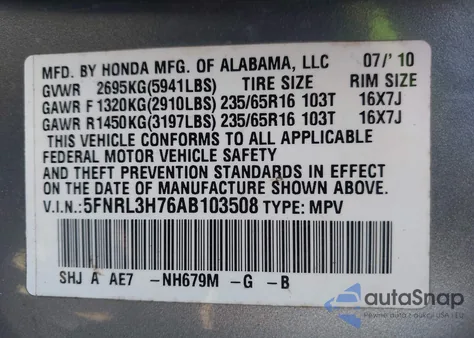 MFD. BY HONDA MFG. OF ALABAMA, LLC 07/'10
GVWR 2695KG(5941LBS) TIRE SIZE RIM SIZE
GAWR F 1320KG(2910LBS) 235/65R16 103T 16X7J
GAWR R1450KG(3197LBS) 235/65R16 103T 16X7J
THIS VEHICLE CONFORMS TO ALL APPLICABLE
FEDERAL MOTOR VEHICLE SAFETY
AND THEFT PREVENTION STANDARDS IN EFFECT
ON THE DATE OF MANUFACTURE SHOWN ABOVE.
V.I.N.: 5FNRL3H76AB103508 TYPE: MPV
SHJ A AE7 -NH679M -G -B
autoSnap